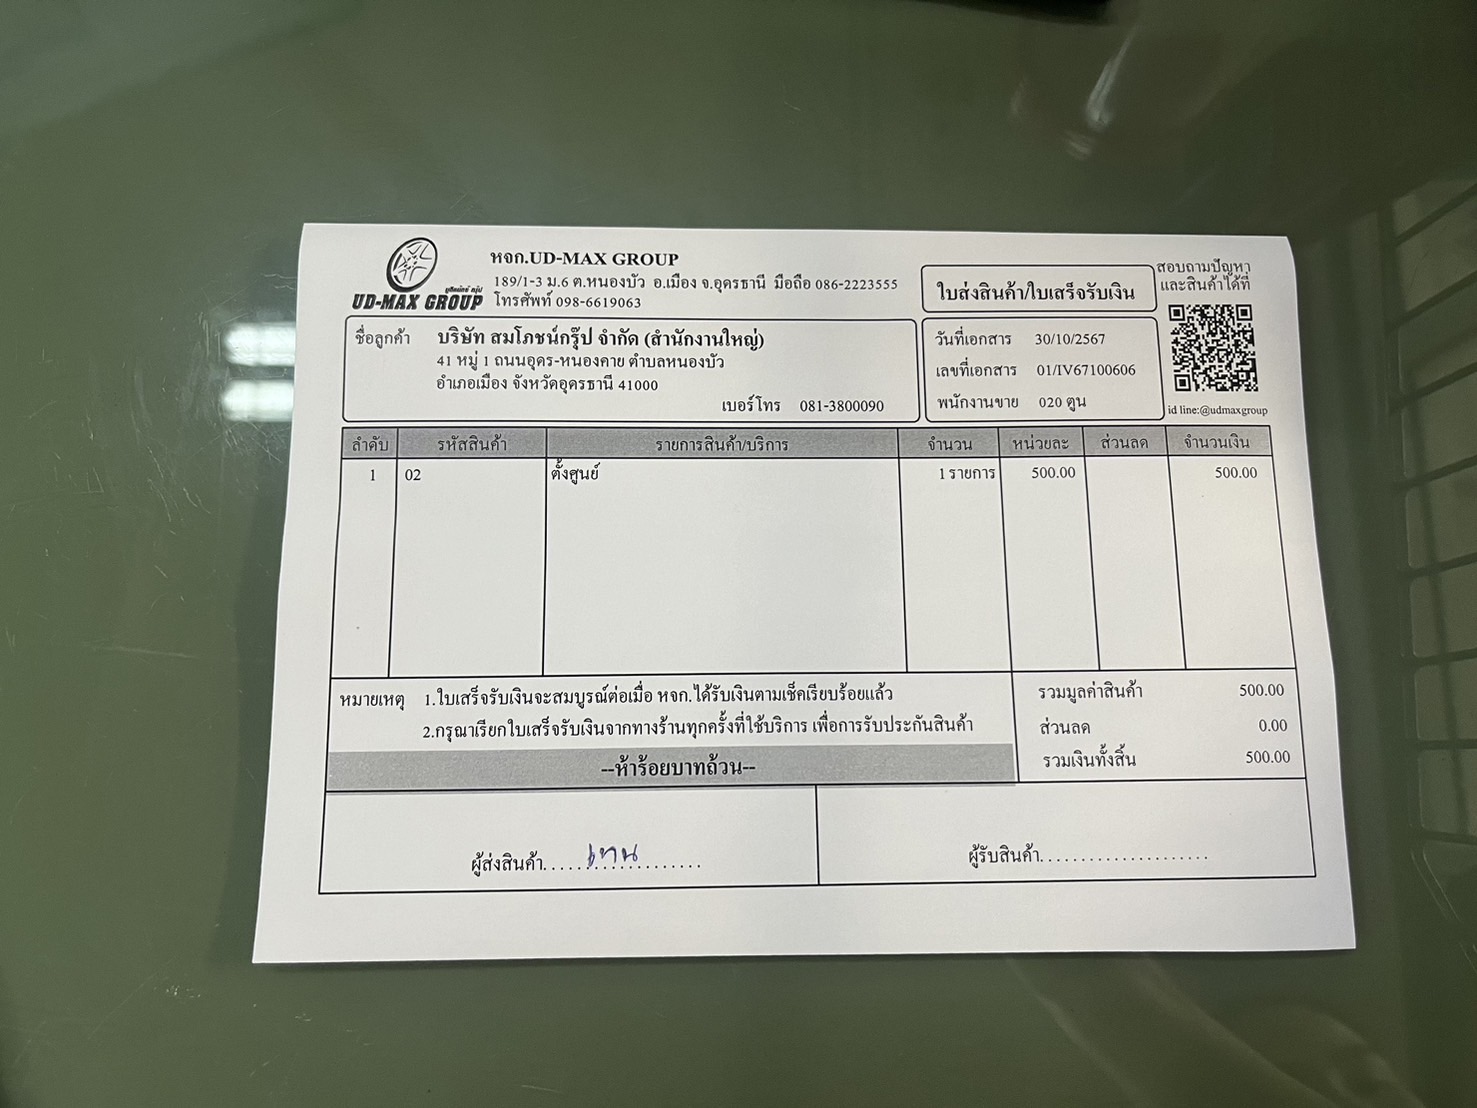 หจก.UD-MAX GROUP
189/1-3 ม.6 ต.หนองบัว อ.เมือง จ.อุดรธานี มือถือ 086-2223555
โทรศัพท์ 098-6619063
ยูดีแม็กซ์ กรุ๊ป
UD-MAX GROUP
ใบส่งสินค้า/ใบเสร็จรับเงิน
สอบถามปัญหา
และสินค้าได้ที่
id line:@udmaxgroup
ชื่อลูกค้า บริษัท สมโภชน์กรุ๊ป จำกัด (สำนักงานใหญ่)
41 หมู่ 1 ถนนอุดร-หนองคาย ตำบลหนองบัว
อำเภอเมือง จังหวัดอุดรธานี 41000
เบอร์โทร 081-3800090
วันที่เอกสาร 30/10/2567
เลขที่เอกสาร 01/IV67100606
พนักงานขาย 020 ตูน
ลำดับ รหัสสินค้า รายการสินค้า/บริการ จำนวน หน่วยละ ส่วนลด จำนวนเงิน
1 02 ตั้งศูนย์ 1 รายการ 500.00 500.00
หมายเหตุ 1.ใบเสร็จรับเงินจะสมบูรณ์ต่อเมื่อ หจก.ได้รับเงินตามเช็คเรียบร้อยแล้ว
2.กรุณาเรียกใบเสร็จรับเงินจากทางร้านทุกครั้งที่ใช้บริการ เพื่อการรับประกันสินค้า
รวมมูลค่าสินค้า 500.00
ส่วนลด 0.00
รวมเงินทั้งสิ้น 500.00
--ห้าร้อยบาทถ้วน--
ผู้ส่งสินค้า....................
ผู้รับสินค้า.....................